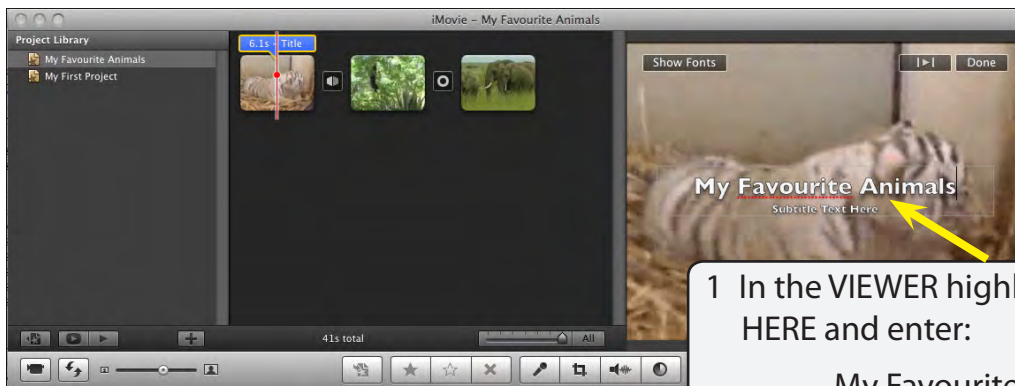 iMovie – My Favourite Animals
Project Library
My Favourite Animals
My First Project
6.1s – Title
Show Fonts
Done
My Favourite Animals
Subtitle Text Here
41s total
All
1 In the VIEWER
HERE and enter:
My Favourite